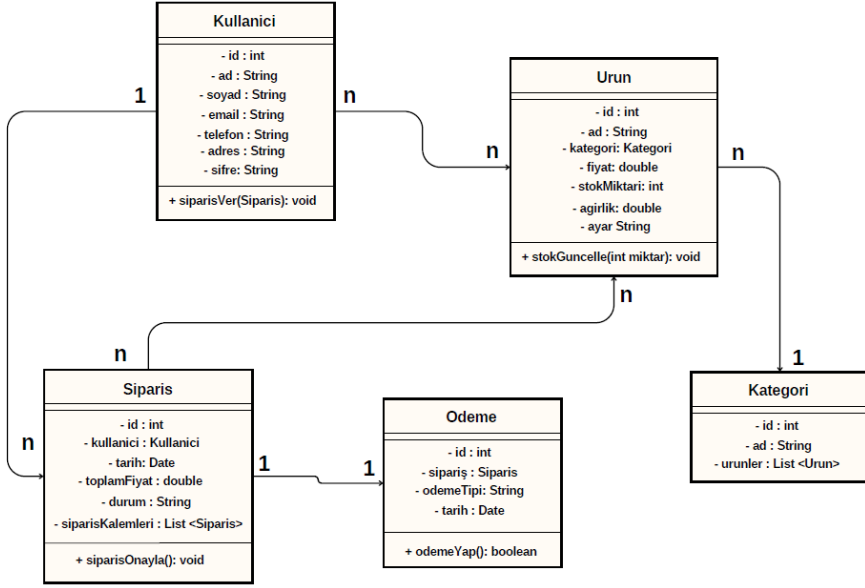 Kullanici
- id : int
- ad : String
- soyad : String
- email : String
- telefon : String
- adres : String
- sifre: String
+ siparisVer(Siparis): void
1
n
n
Urun
- id : int
- ad : String
- kategori: Kategori
- fiyat: double
- stokMiktari: int
- agirlik: double
- ayar String
+ stokGuncelle(int miktar): void
n
n
n
1
Siparis
- id : int
- kullanici : Kullanici
- tarih: Date
- toplamFiyat : double
- durum : String
- siparisKalemleri : List <Siparis>
+ siparisOnayla(): void
n
1
1
Odeme
- id : int
- sipariş : Siparis
- odemeTipi: String
- tarih : Date
+ odemeYap(): boolean
Kategori
- id : int
- ad : String
- urunler : List <Urun>